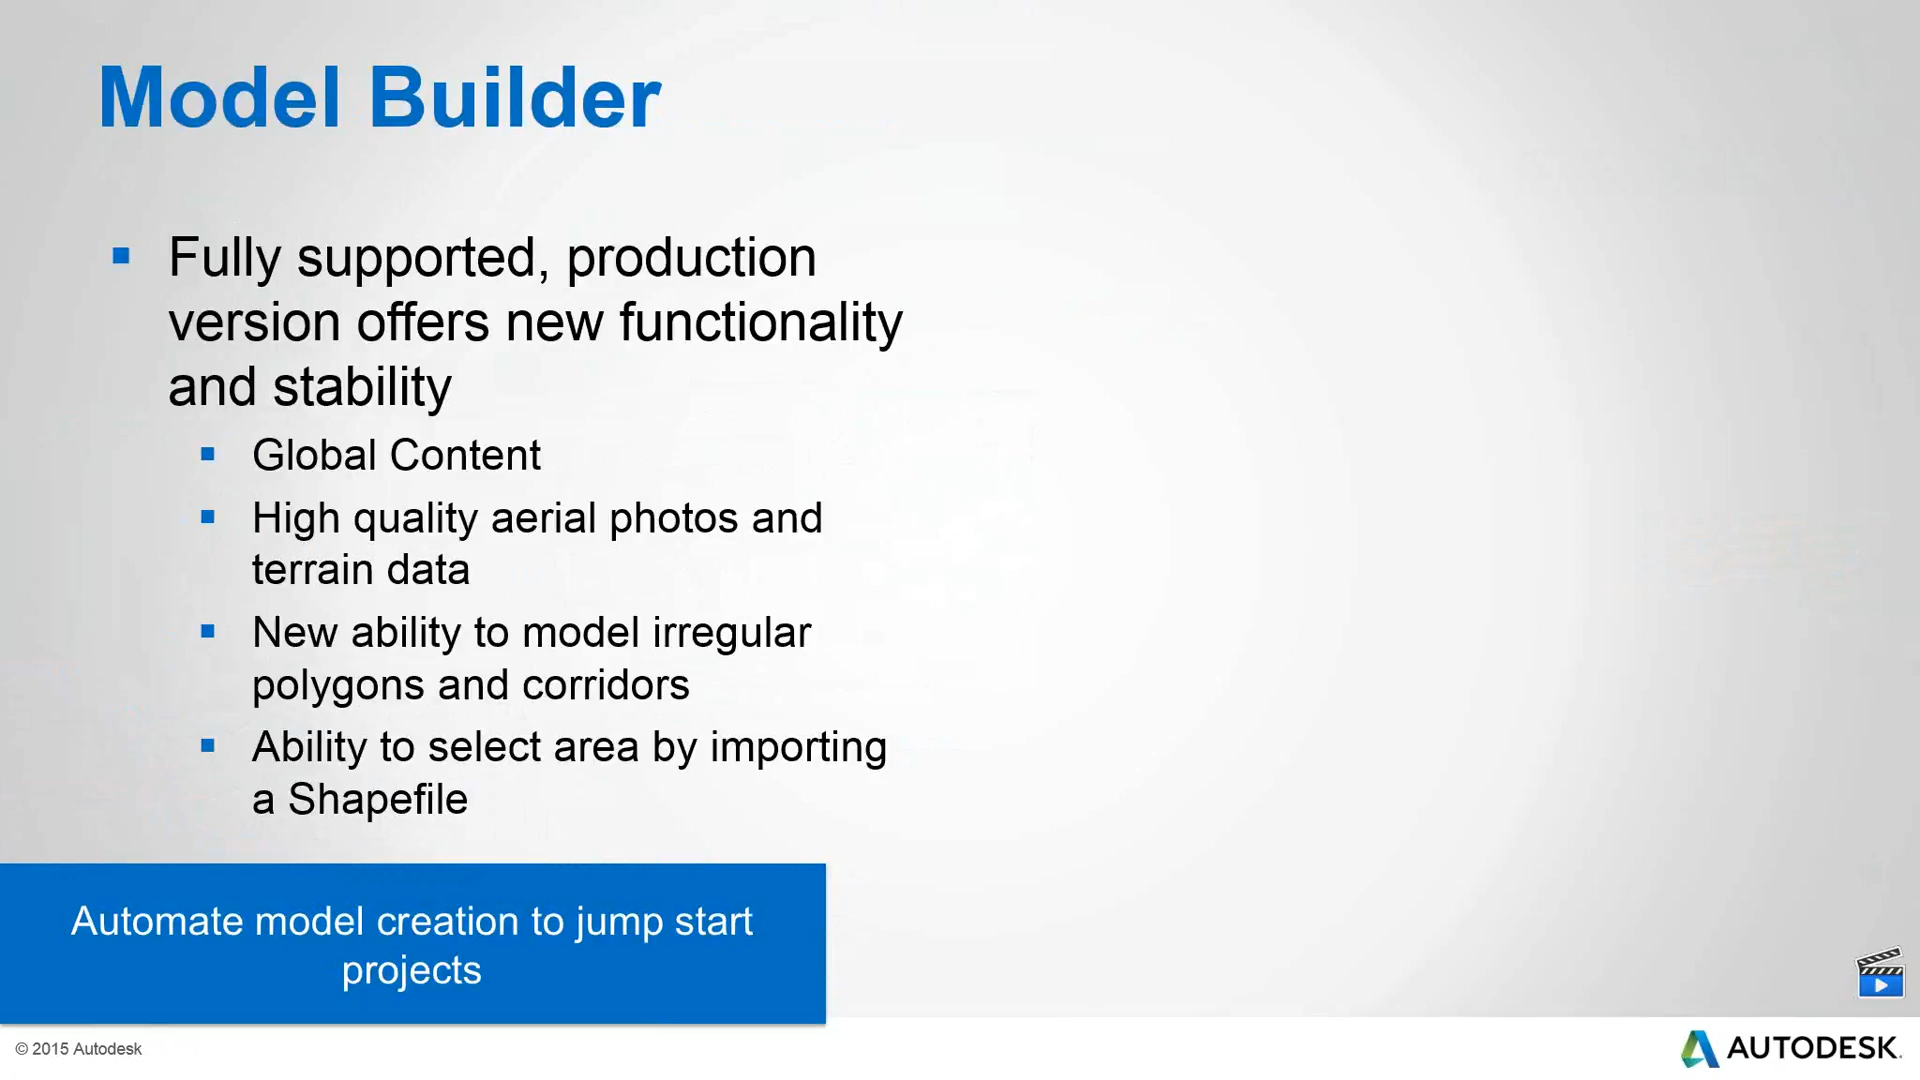 Model Builder
Fully supported, production
version offers new functionality
and stability
Global Content
High quality aerial photos and
terrain data
New ability to model irregular
polygons and corridors
Ability to select area by importing
a Shapefile
Automate model creation to jump start
projects
© 2015 Autodesk
AUTODESK.